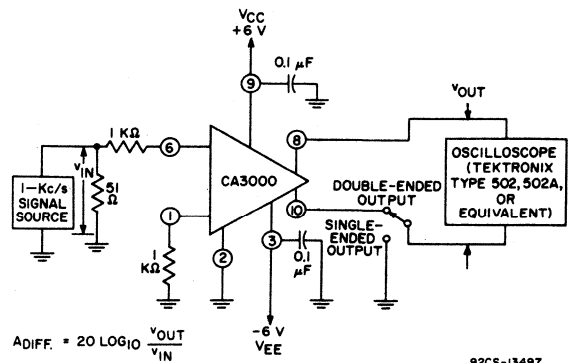 VCC
+6 V
0.1 µF
9
1 KΩ
6
8
vOUT
vIN
1-Kc/s
SIGNAL
SOURCE
51
Ω
CA3000
OSCILLOSCOPE
(TEKTRONIX
TYPE 502, 502A,
OR
EQUIVALENT)
DOUBLE-ENDED
OUTPUT
10
1
SINGLE-
ENDED
OUTPUT
1
KΩ
2
3
0.1
µF
-6 V
VEE
ADIFF. = 20 LOG10 vOUT
vIN
92CS-13497